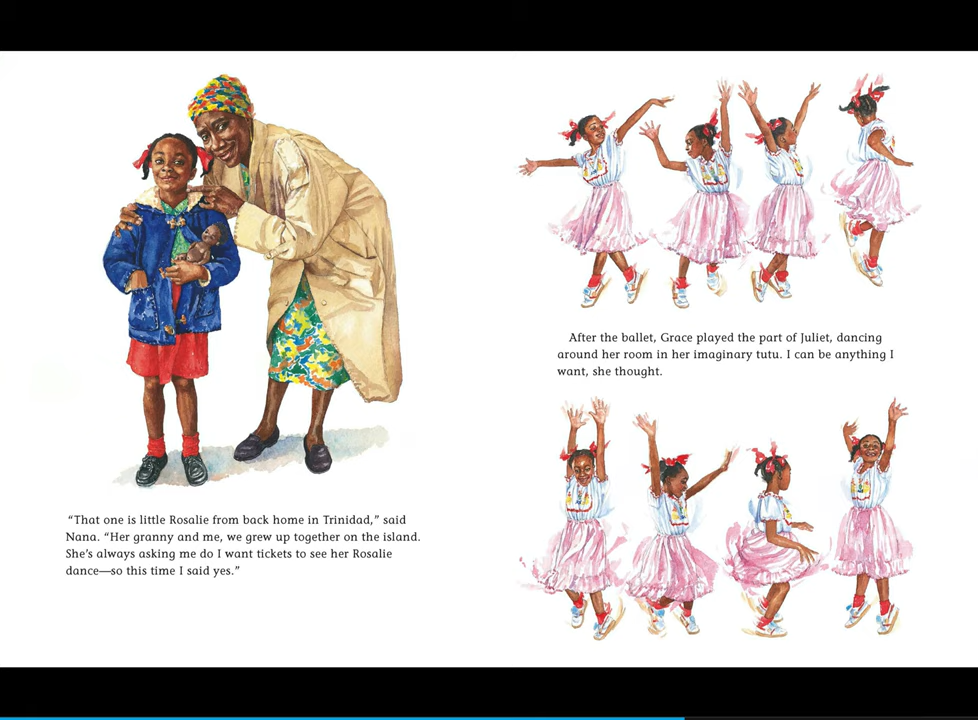 “That one is little Rosalie from back home in Trinidad,” said
Nana. “Her granny and me, we grew up together on the island.
She’s always asking me do I want tickets to see her Rosalie
dance—so this time I said yes.”
After the ballet, Grace played the part of Juliet, dancing
around her room in her imaginary tutu. I can be anything I
want, she thought.